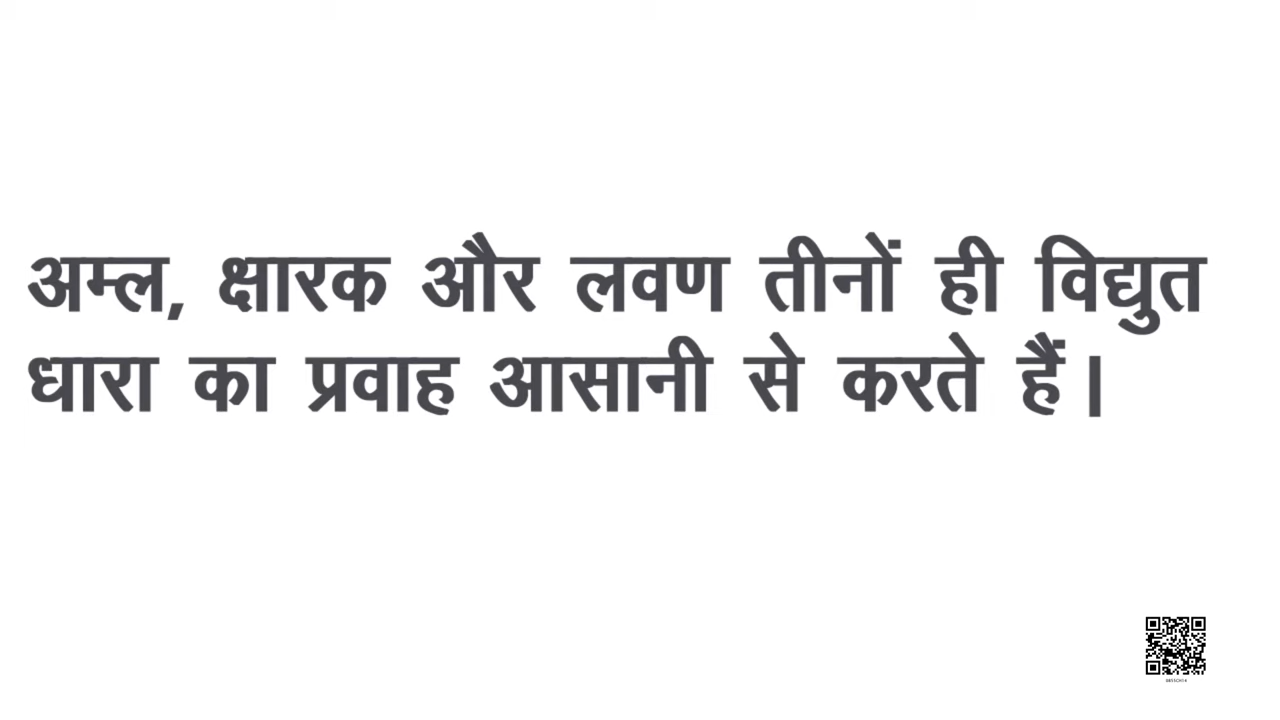 अम्ल, क्षारक और लवण तीनों ही विद्युत
धारा का प्रवाह आसानी से करते हैं।